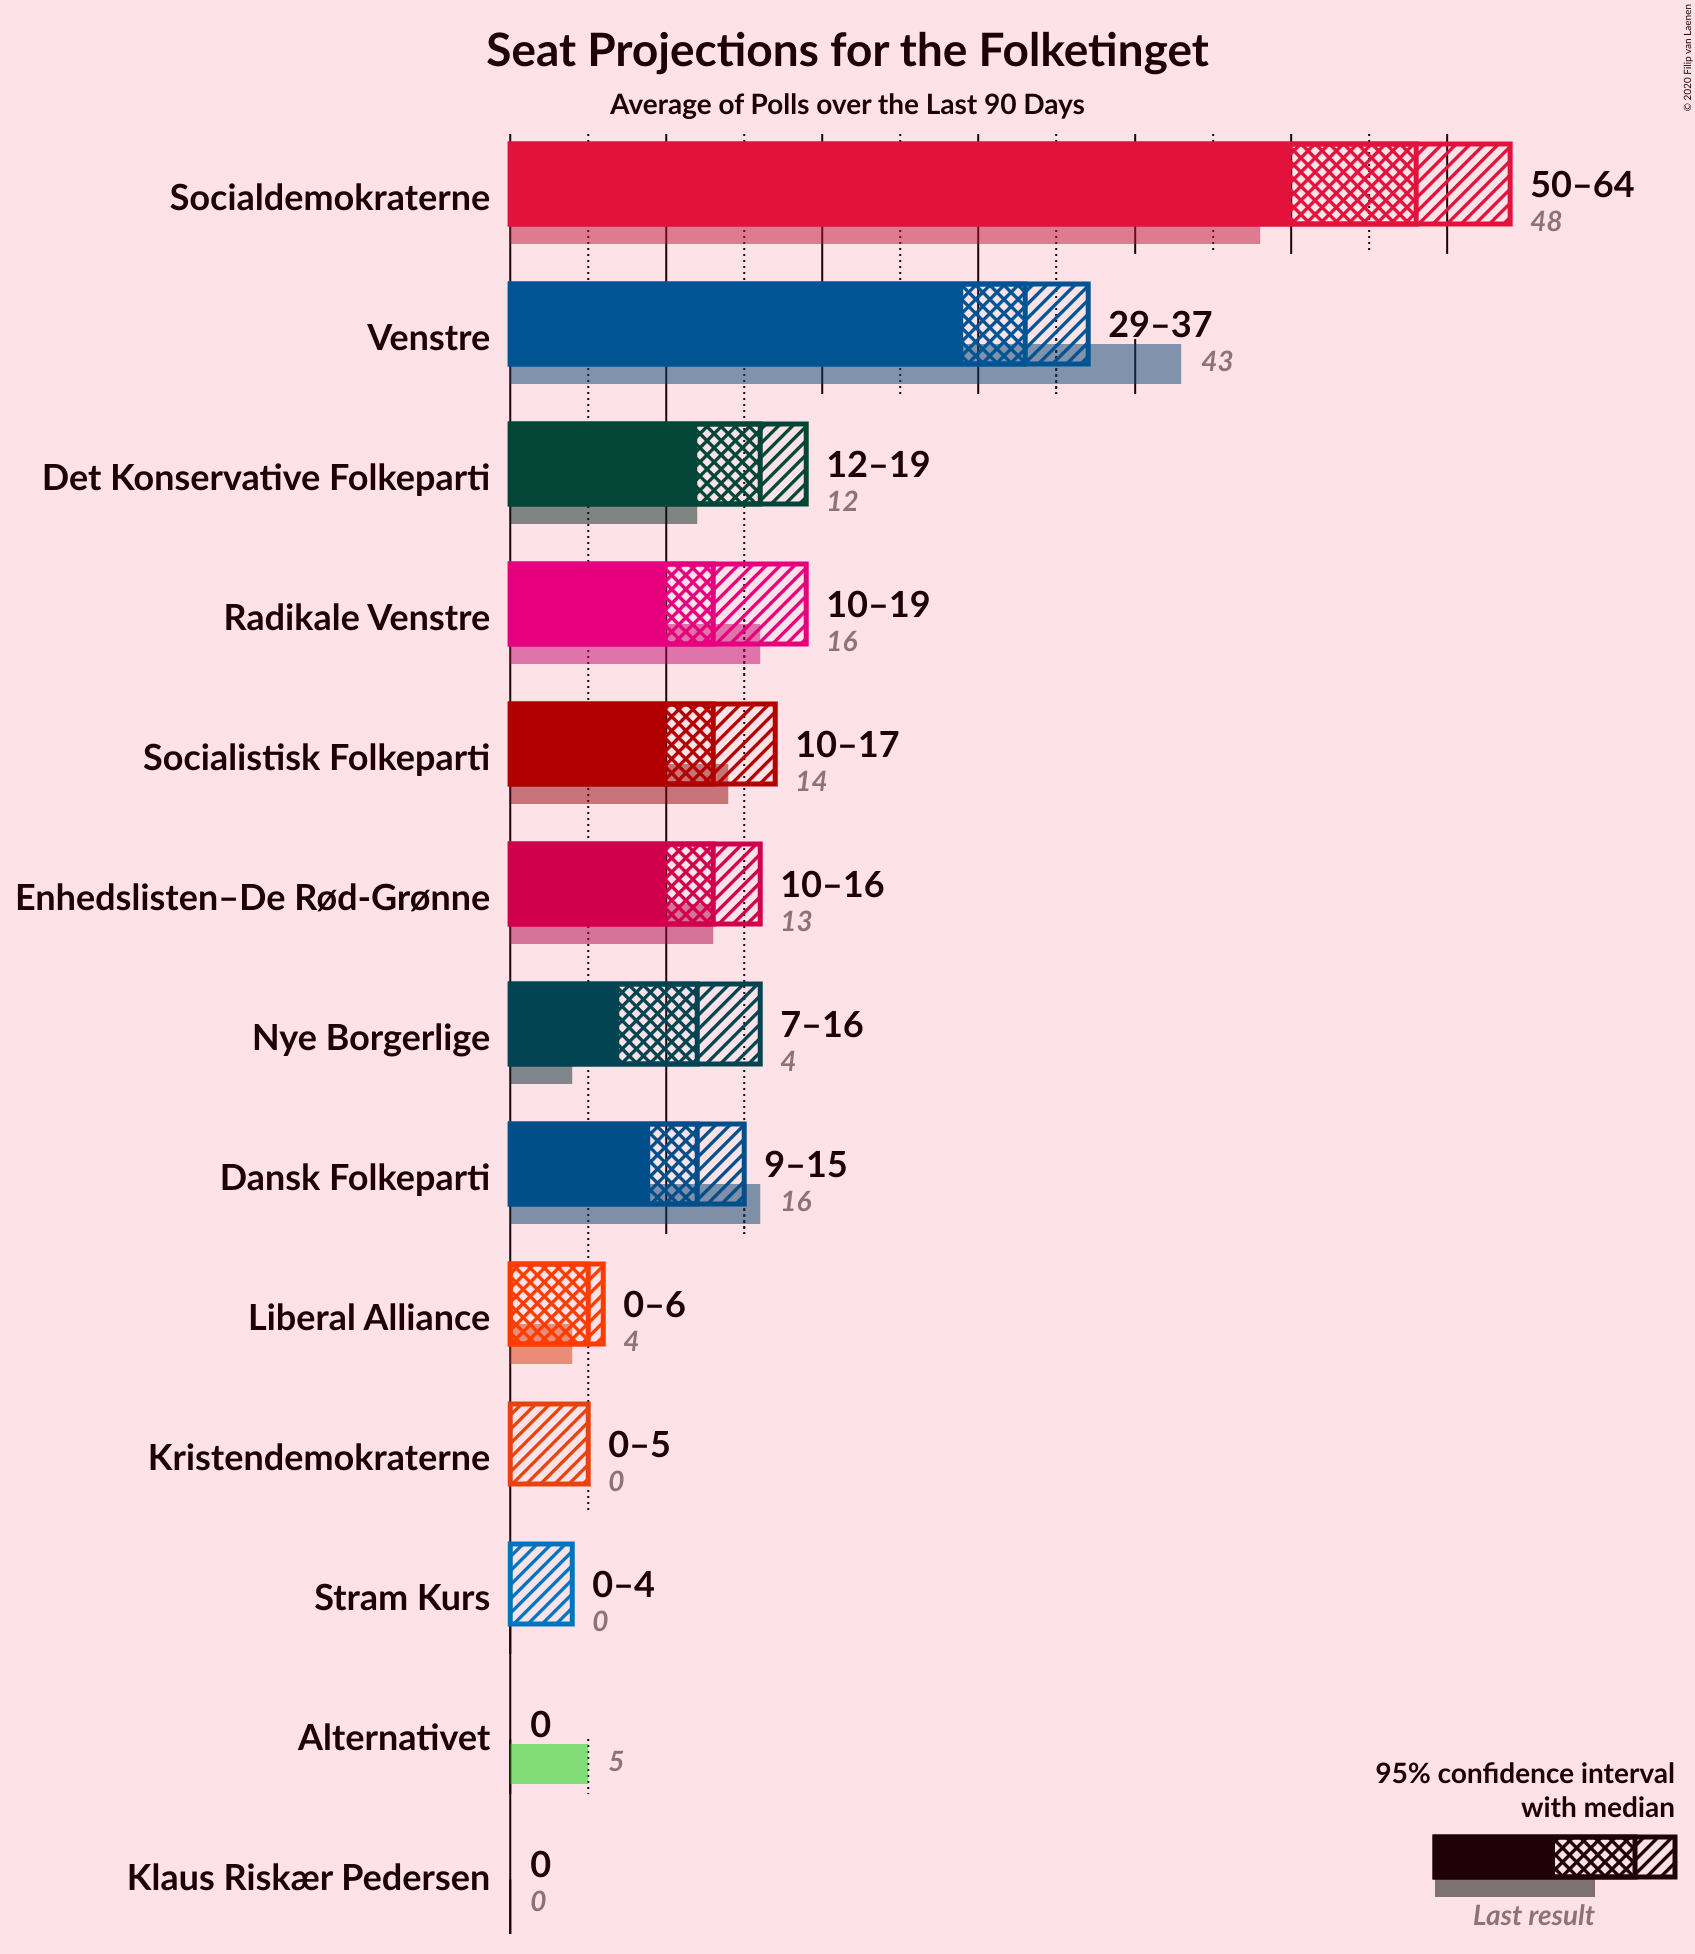 Seat Projections for the Folketinget
Average of Polls over the Last 90 Days
© 2020 Filip van Laenen
Socialdemokraterne
50–64
48
Venstre
29–37
43
Det Konservative Folkeparti
12–19
12
Radikale Venstre
10–19
16
Socialistisk Folkeparti
10–17
14
Enhedslisten–De Rød-Grønne
10–16
13
Nye Borgerlige
7–16
4
Dansk Folkeparti
9–15
16
Liberal Alliance
0–6
4
Kristendemokraterne
0–5
0
Stram Kurs
0–4
0
Alternativet
0
5
Klaus Riskær Pedersen
0
0
95% confidence interval
with median
Last result